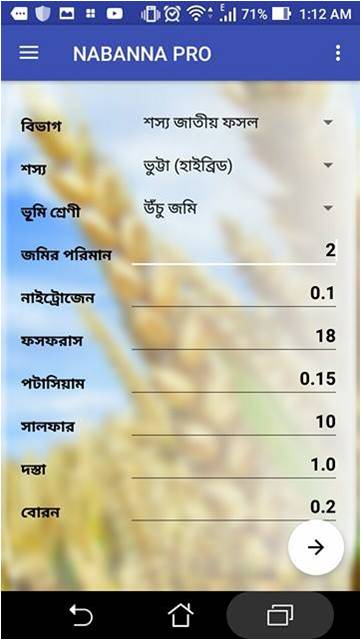 71% 1:12 AM
NABANNA PRO
বিভাগ শস্য জাতীয় ফসল
শস্য ভুট্টা (হাইব্রিড)
ভূমি শ্রেণী উঁচু জমি
জমির পরিমান 2
নাইট্রোজেন 0.1
ফসফরাস 18
পটাসিয়াম 0.15
সালফার 10
দস্তা 1.0
বোরন 0.2